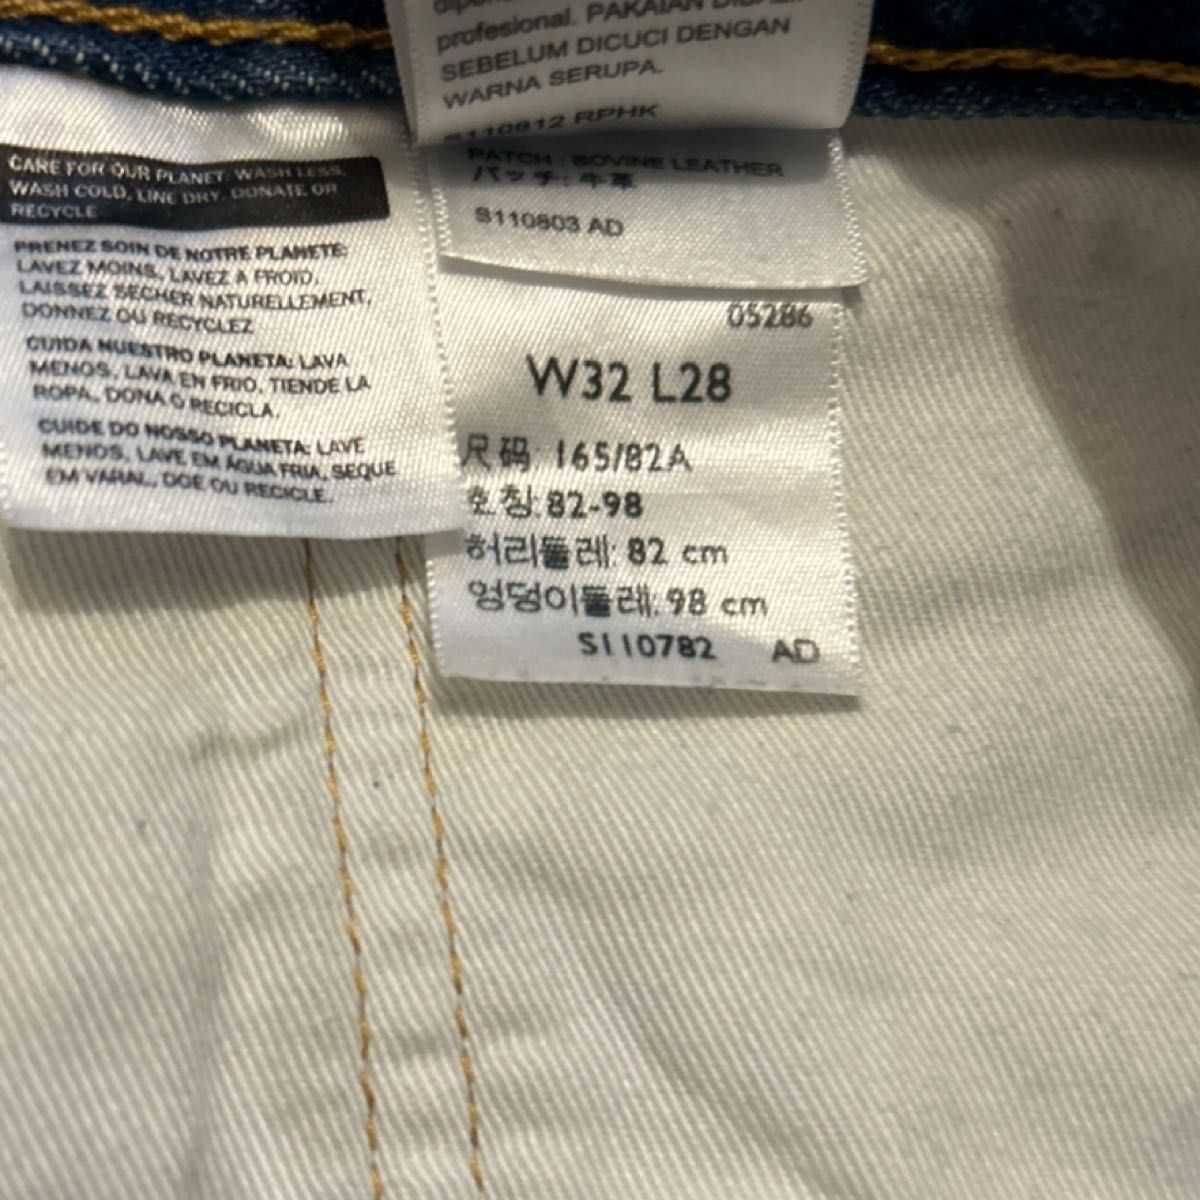 profesional. PAKAIAN
SEBELUM DICUCI DENGAN
WARNA SERUPA.
S110812 RPHK
PATCH : BOVINE LEATHER
パッチ : 牛革
S110803 AD
CARE FOR OUR PLANET: WASH LESS,
WASH COLD, LINE DRY, DONATE OR
RECYCLE
PRENEZ SOIN DE NOTRE PLANETE:
LAVEZ MOINS, LAVEZ A FROID,
LAISSEZ SECHER NATURELLEMENT,
DONNEZ OU RECYCLEZ
CUIDA NUESTRO PLANETA: LAVA
MENOS, LAVA EN FRIO, TIENDE LA
ROPA, DONA O RECICLA.
CUIDE DO NOSSO PLANETA: LAVE
MENOS, LAVE EM ÁGUA FRIA, SEQUE
EM VARAL, DOE OU RECICLE.
05286
W32 L28
尺码: 165/82A
호칭: 82-98
허리둘레: 82 cm
엉덩이둘레: 98 cm
S110782 AD